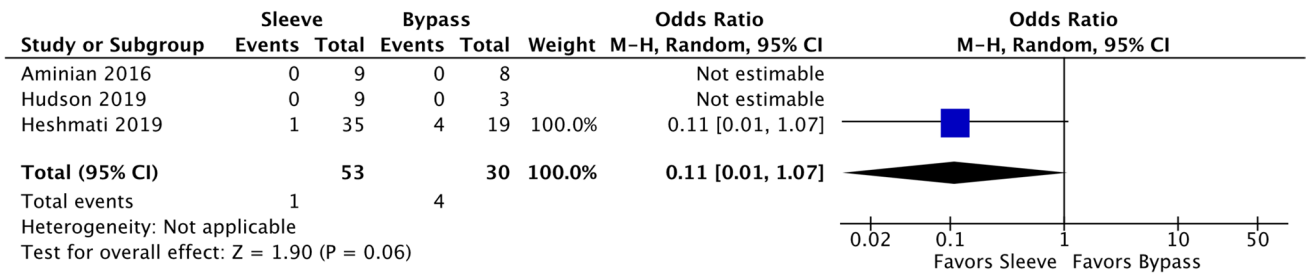 Sleeve Bypass Odds Ratio Odds Ratio
Study or Subgroup Events Total Events Total Weight M-H, Random, 95% CI M-H, Random, 95% CI
Aminian 2016 0 9 0 8 Not estimable
Hudson 2019 0 9 0 3 Not estimable
Heshmati 2019 1 35 4 19 100.0% 0.11 [0.01, 1.07]
Total (95% CI) 53 30 100.0% 0.11 [0.01, 1.07]
Total events 1 4
Heterogeneity: Not applicable
Test for overall effect: Z = 1.90 (P = 0.06)
0.02 0.1 1 10 50
Favors Sleeve Favors Bypass